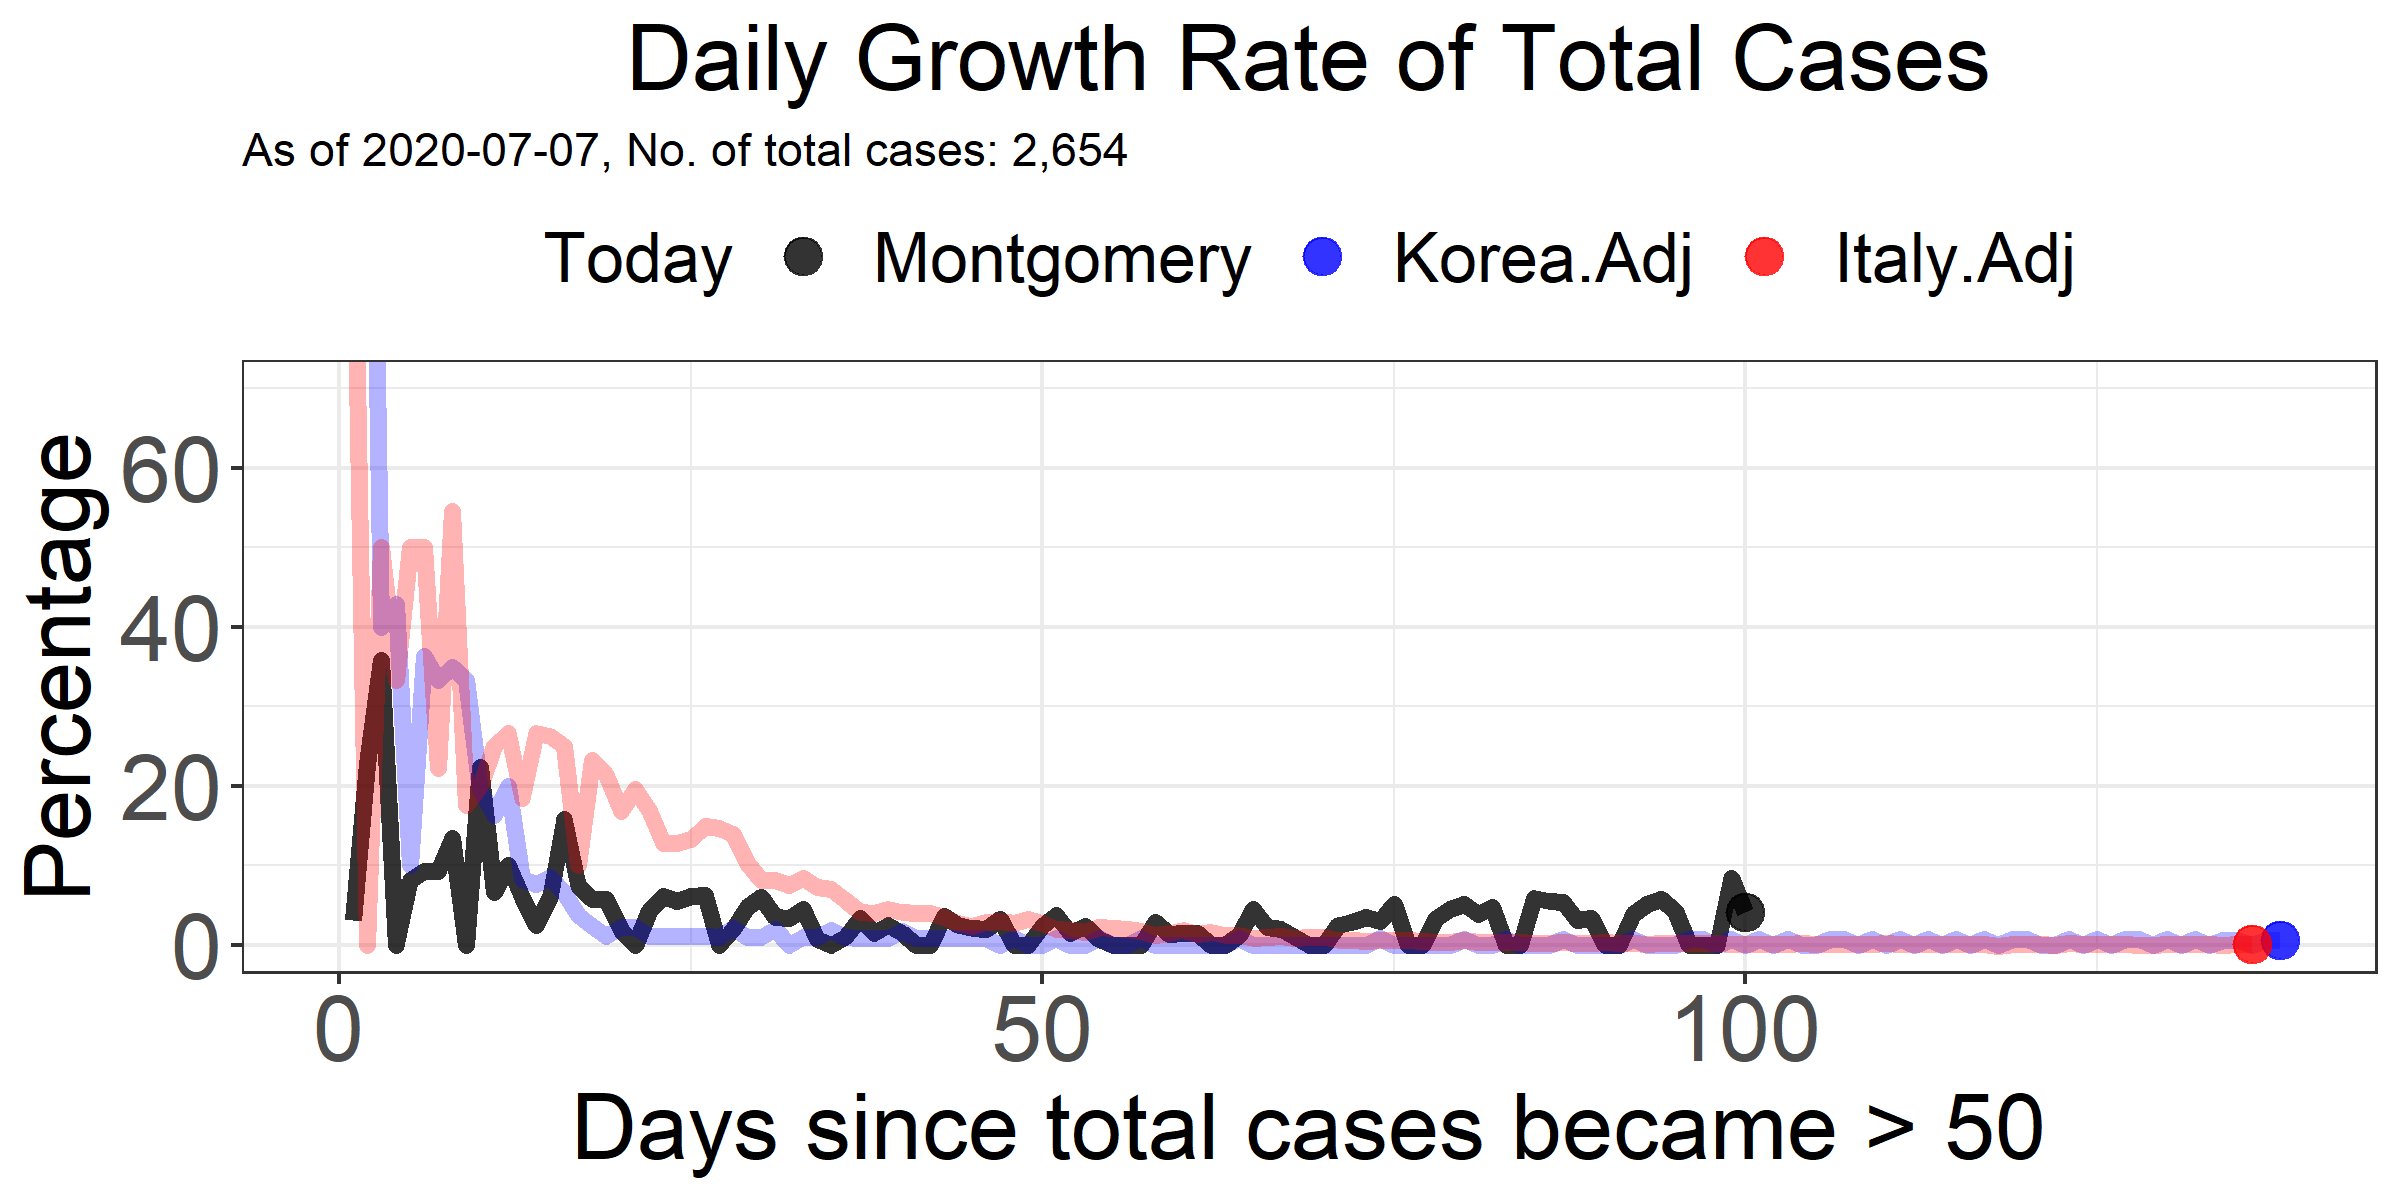 Daily Growth Rate of Total Cases
As of 2020-07-07, No. of total cases: 2,654
Today Montgomery Korea.Adj Italy.Adj
Percentage
60
40
20
0
0 50 100
Days since total cases became > 50